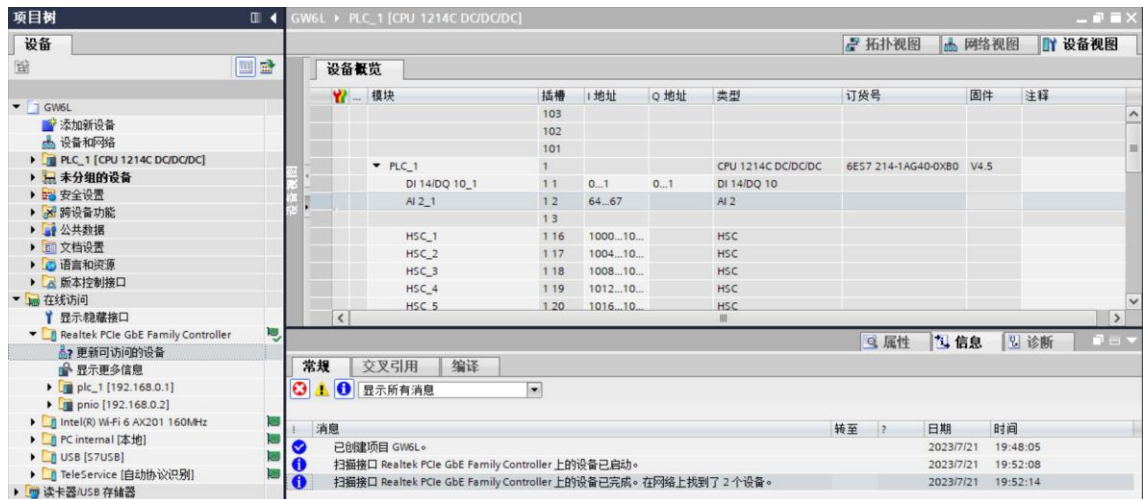 项目树
GW6L ▸ PLC_1 [CPU 1214C DC/DC/DC]
设备
拓扑视图 网络视图 设备视图
设备概览
... 模块 插槽 I 地址 Q 地址 类型 订货号 固件 注释
103
102
101
PLC_1 1 CPU 1214C DC/DC/DC 6ES7 214-1AG40-0XB0 V4.5
DI 14/DQ 10_1 1 1 0...1 0...1 DI 14/DQ 10
AI 2_1 1 2 64...67 AI 2
1 3
HSC_1 1 16 1000...10... HSC
HSC_2 1 17 1004...10... HSC
HSC_3 1 18 1008...10... HSC
HSC_4 1 19 1012...10... HSC
HSC_5 1 20 1016...10... HSC
GW6L
添加新设备
设备和网络
PLC_1 [CPU 1214C DC/DC/DC]
未分组的设备
安全设置
跨设备功能
公共数据
文档设置
语言和资源
版本控制接口
在线访问
显示/隐藏接口
Realtek PCIe GbE Family Controller
更新可访问的设备
显示更多信息
plc_1 [192.168.0.1]
pnio [192.168.0.2]
Intel(R) Wi-Fi 6 AX201 160MHz
PC internal [本地]
USB [S7USB]
TeleService [自动协议识别]
读卡器/USB 存储器
属性 信息 诊断
常规 交叉引用 编译
显示所有消息
! 消息 转至 ? 日期 时间
已创建项目 GW6L。 2023/7/21 19:48:05
扫描接口 Realtek PCIe GbE Family Controller 上的设备已启动。 2023/7/21 19:52:08
扫描接口 Realtek PCIe GbE Family Controller 上的设备已完成。在网络上找到了 2 个设备。 2023/7/21 19:52:14